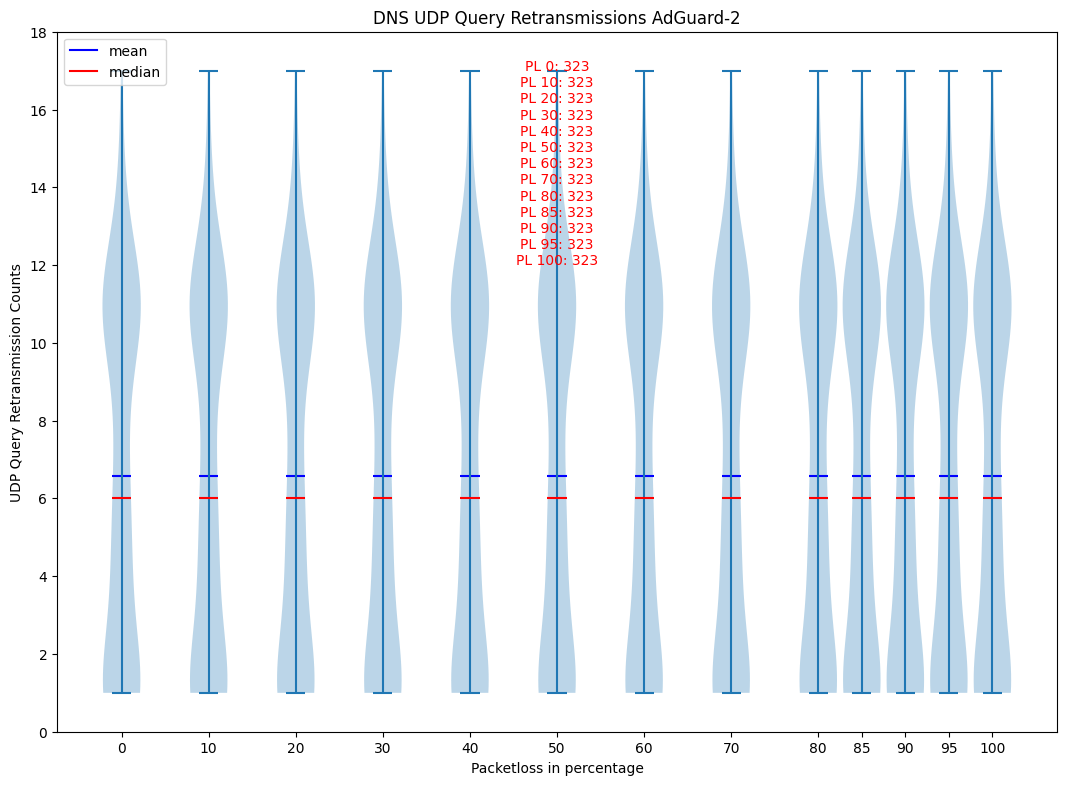 DNS UDP Query Retransmissions AdGuard-2
mean
median
PL 0: 323
PL 10: 323
PL 20: 323
PL 30: 323
PL 40: 323
PL 50: 323
PL 60: 323
PL 70: 323
PL 80: 323
PL 85: 323
PL 90: 323
PL 95: 323
PL 100: 323
18
16
14
12
10
8
6
4
2
0
UDP Query Retransmission Counts
0 10 20 30 40 50 60 70 80 85 90 95 100
Packetloss in percentage